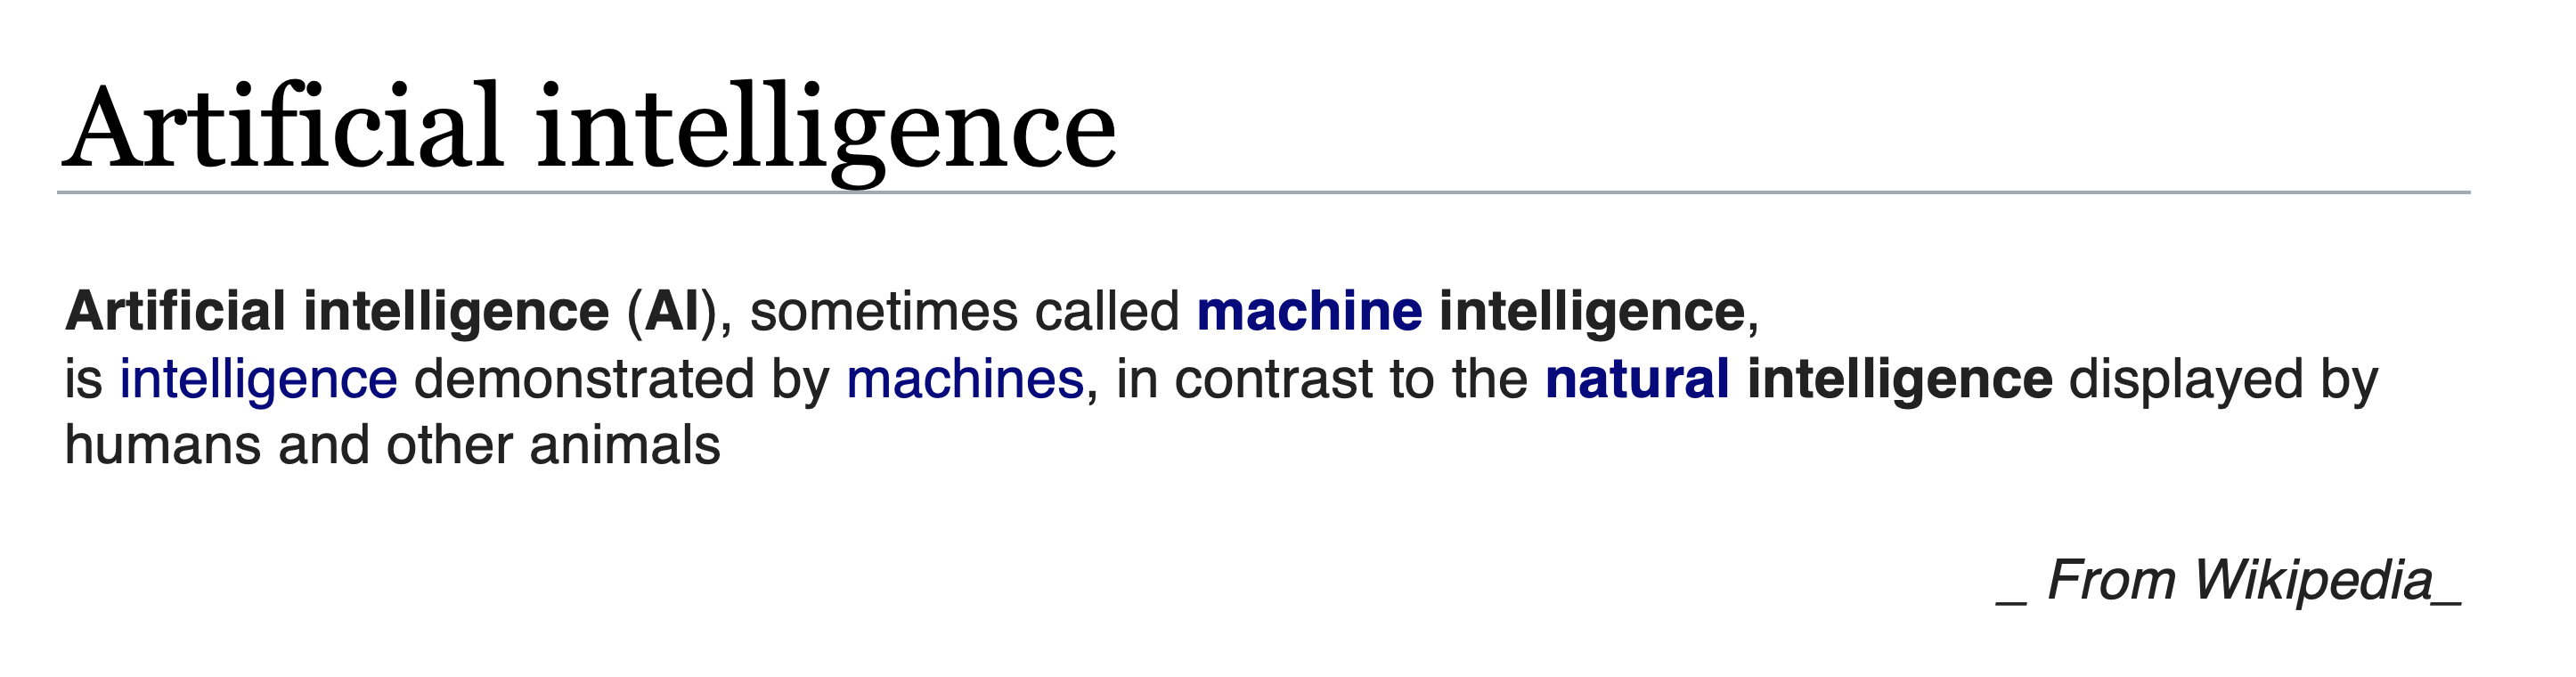 Artificial intelligence
Artificial intelligence (AI), sometimes called machine intelligence,
is intelligence demonstrated by machines, in contrast to the natural intelligence displayed by
humans and other animals
_ From Wikipedia_